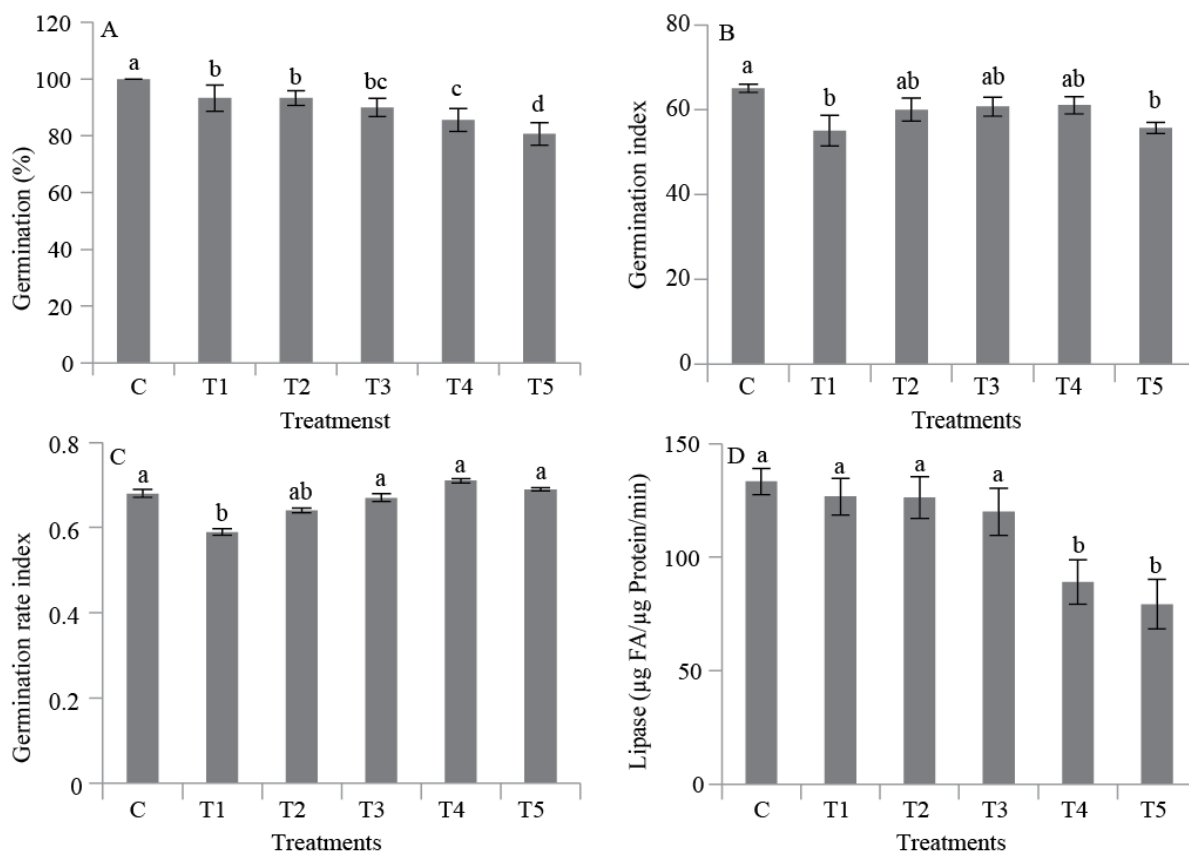 A
Germination (%)
120
100
80
60
40
20
0
a
b
b
bc
c
d
C T1 T2 T3 T4 T5
Treatmenst
B
Germination index
80
60
40
20
0
a
b
ab
ab
ab
b
C T1 T2 T3 T4 T5
Treatments
C
Germination rate index
0.8
0.6
0.4
0.2
0
a
b
ab
a
a
a
C T1 T2 T3 T4 T5
Treatments
D
Lipase (µg FA/µg Protein/min)
150
100
50
0
a
a
a
a
b
b
C T1 T2 T3 T4 T5
Treatments